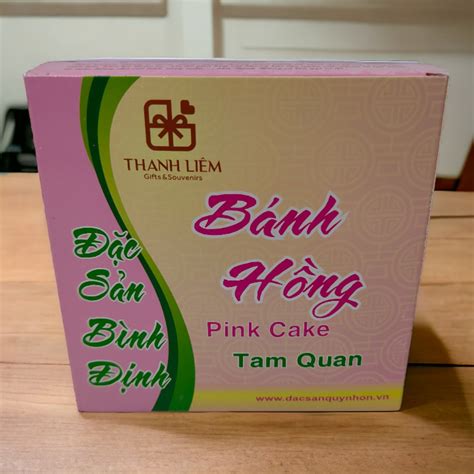 THANH LIÊM
Gifts & Souvenirs
Bánh
Hồng
Pink Cake
Tam Quan
Đặc
Sản
Bình
Định
www.dacsanquynhon.vn